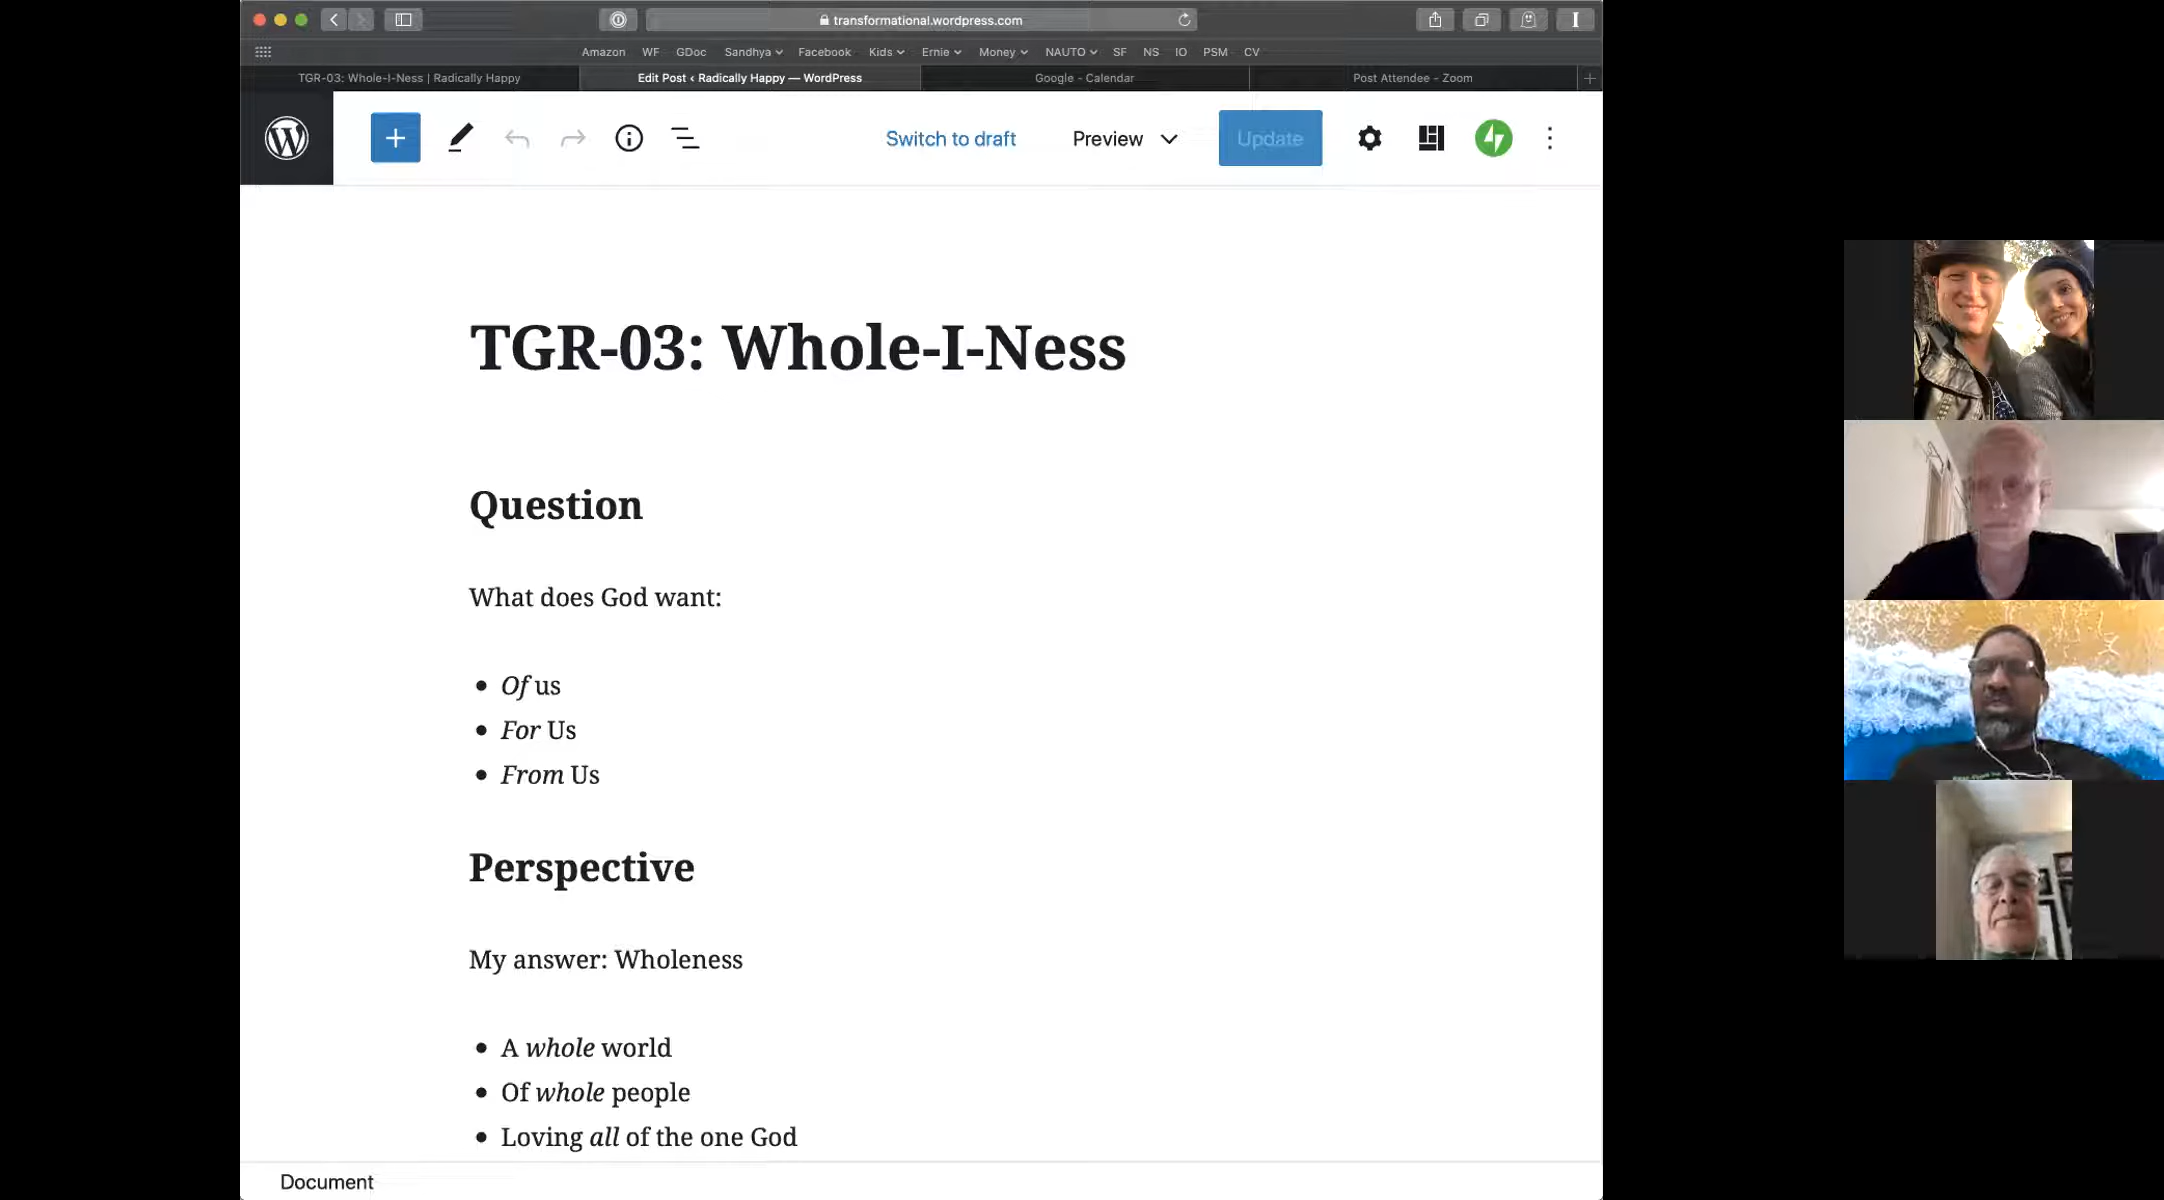 transformational.wordpress.com
Amazon WF GDoc Sandhya Facebook Kids Ernie Money NAUTO SF NS IO PSM CV
TGR-03: Whole-I-Ness | Radically Happy Edit Post ‹ Radically Happy — WordPress Google - Calendar Post Attendee - Zoom
Switch to draft Preview Update
TGR-03: Whole-I-Ness
Question
What does God want:
• Of us
• For Us
• From Us
Perspective
My answer: Wholeness
• A whole world
• Of whole people
• Loving all of the one God
Document